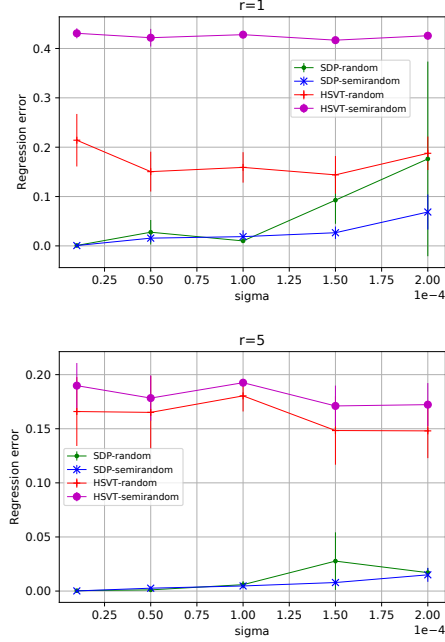 r=1
0.4
0.3
0.2
0.1
0.0
Regression error
SDP-random
SDP-semirandom
HSVT-random
HSVT-semirandom
0.25 0.50 0.75 1.00 1.25 1.50 1.75 2.00
1e−4
sigma
r=5
0.20
0.15
0.10
0.05
0.00
Regression error
SDP-random
SDP-semirandom
HSVT-random
HSVT-semirandom
0.25 0.50 0.75 1.00 1.25 1.50 1.75 2.00
1e−4
sigma